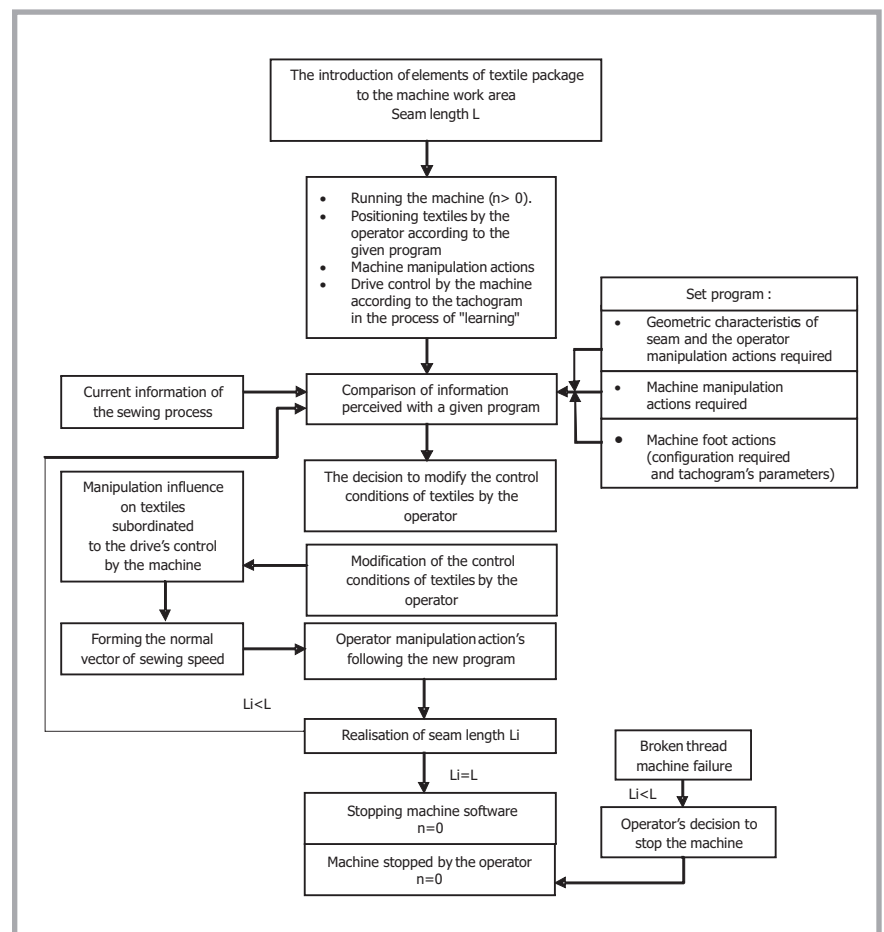 The introduction of elements of textile package
to the machine work area
Seam length L
• Running the machine (n> 0).
• Positioning textiles by the
operator according to the
given program
• Machine manipulation actions
• Drive control by the machine
according to the tachogram
in the process of "learning"
Set program :
• Geometric characteristics of
seam and the operator
manipulation actions required
• Machine manipulation
actions required
• Machine foot actions
(configuration required
and tachogram's parameters)
Current information of
the sewing process
Comparison of information
perceived with a given program
The decision to modify the control
conditions of textiles by the
operator
Manipulation influence
on textiles
subordinated
to the drive's control
by the machine
Modification of the control
conditions of textiles by the
operator
Forming the normal
vector of sewing speed
Operator manipulation action's
following the new program
Li<L
Realisation of seam length Li
Li=L
Broken thread
machine failure
Li<L
Stopping machine software
n=0
Operator's decision to
stop the machine
Machine stopped by the operator
n=0